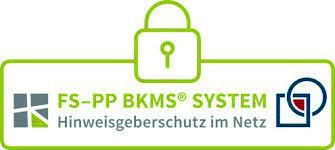 FS-PP BKMS® SYSTEM
Hinweisgeberschutz im Netz